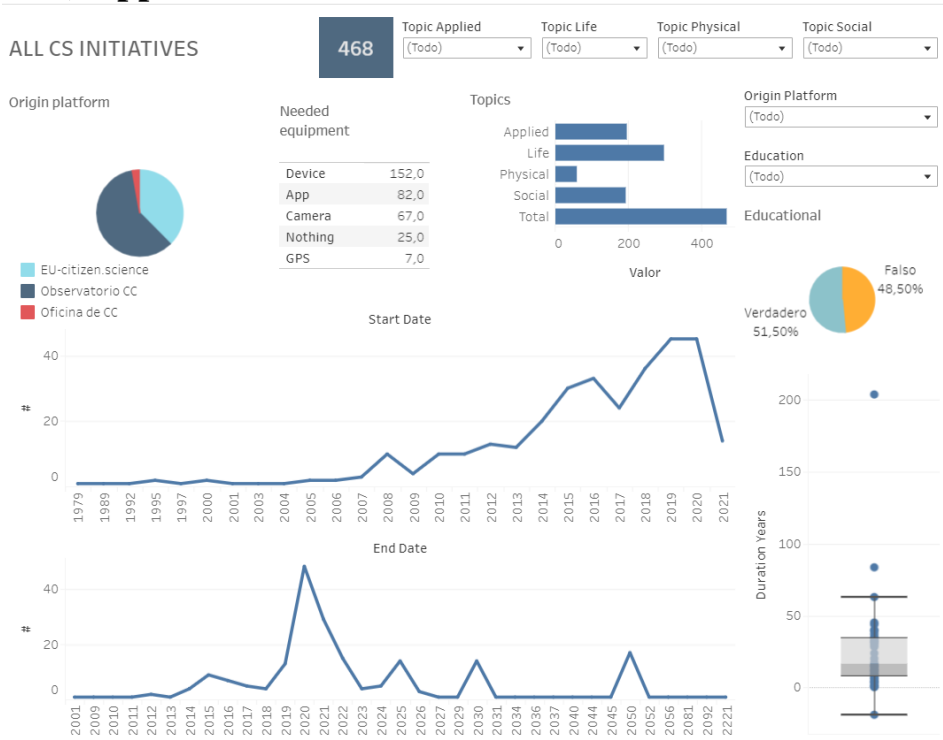 ALL CS INITIATIVES
468
Topic Applied
(Todo)
Topic Life
(Todo)
Topic Physical
(Todo)
Topic Social
(Todo)
Origin platform
EU-citizen.science
Observatorio CC
Oficina de CC
Needed
equipment
Device 152,0
App 82,0
Camera 67,0
Nothing 25,0
GPS 7,0
Topics
Applied
Life
Physical
Social
Total
0 200 400
Valor
Origin Platform
(Todo)
Education
(Todo)
Educational
Falso
48,50%
Verdadero
51,50%
Start Date
#
40
20
0
1979 1989 1992 1995 1997 2000 2001 2003 2004 2005 2006 2007 2008 2009 2010 2011 2012 2013 2014 2015 2016 2017 2018 2019 2020 2021
End Date
#
40
20
0
2001 2009 2010 2011 2012 2013 2014 2015 2016 2017 2018 2019 2020 2021 2022 2023 2024 2025 2026 2027 2029 2030 2031 2034 2036 2037 2040 2044 2045 2050 2052 2056 2081 2092 2221
Duration Years
200
150
100
50
0